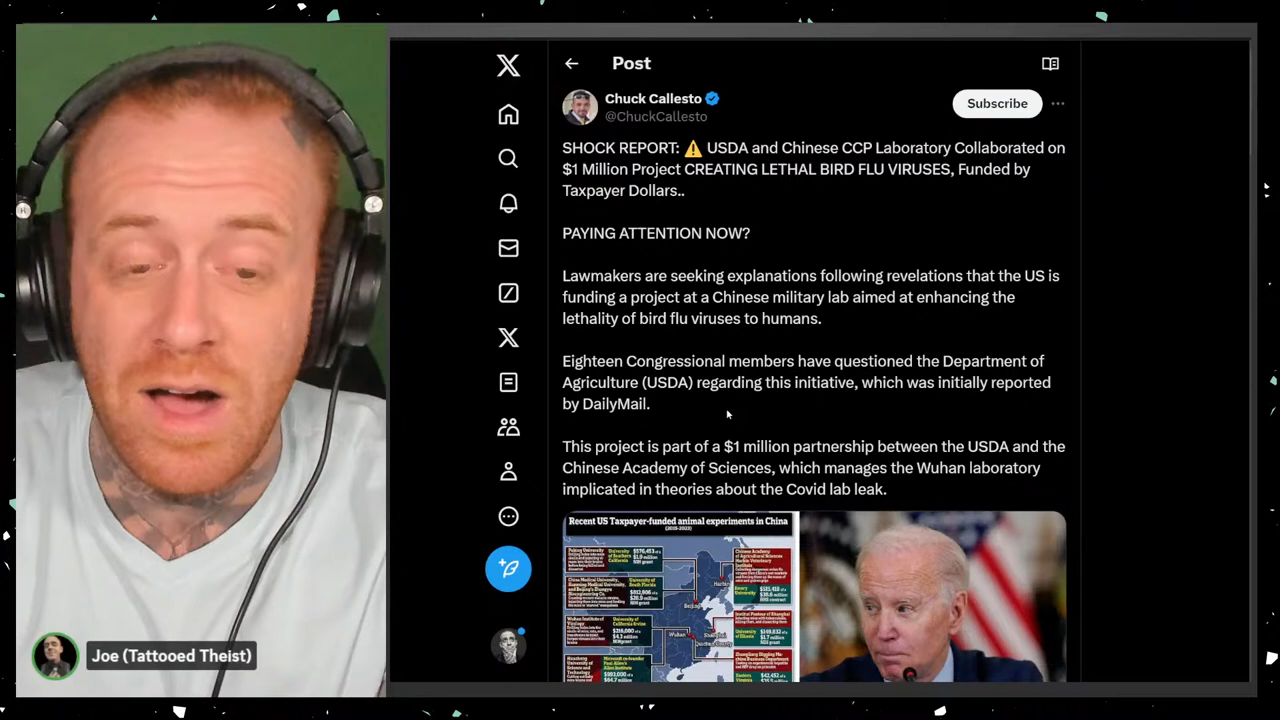 Post
Chuck Callesto
@ChuckCallesto
Subscribe
SHOCK REPORT: ⚠️ USDA and Chinese CCP Laboratory Collaborated on
$1 Million Project CREATING LETHAL BIRD FLU VIRUSES, Funded by
Taxpayer Dollars..
PAYING ATTENTION NOW?
Lawmakers are seeking explanations following revelations that the US is
funding a project at a Chinese military lab aimed at enhancing the
lethality of bird flu viruses to humans.
Eighteen Congressional members have questioned the Department of
Agriculture (USDA) regarding this initiative, which was initially reported
by DailyMail.
This project is part of a $1 million partnership between the USDA and the
Chinese Academy of Sciences, which manages the Wuhan laboratory
implicated in theories about the Covid lab leak.
Recent US Taxpayer-funded animal experiments in China
Beijing
Wuhan
Joe (Tattooed Theist)